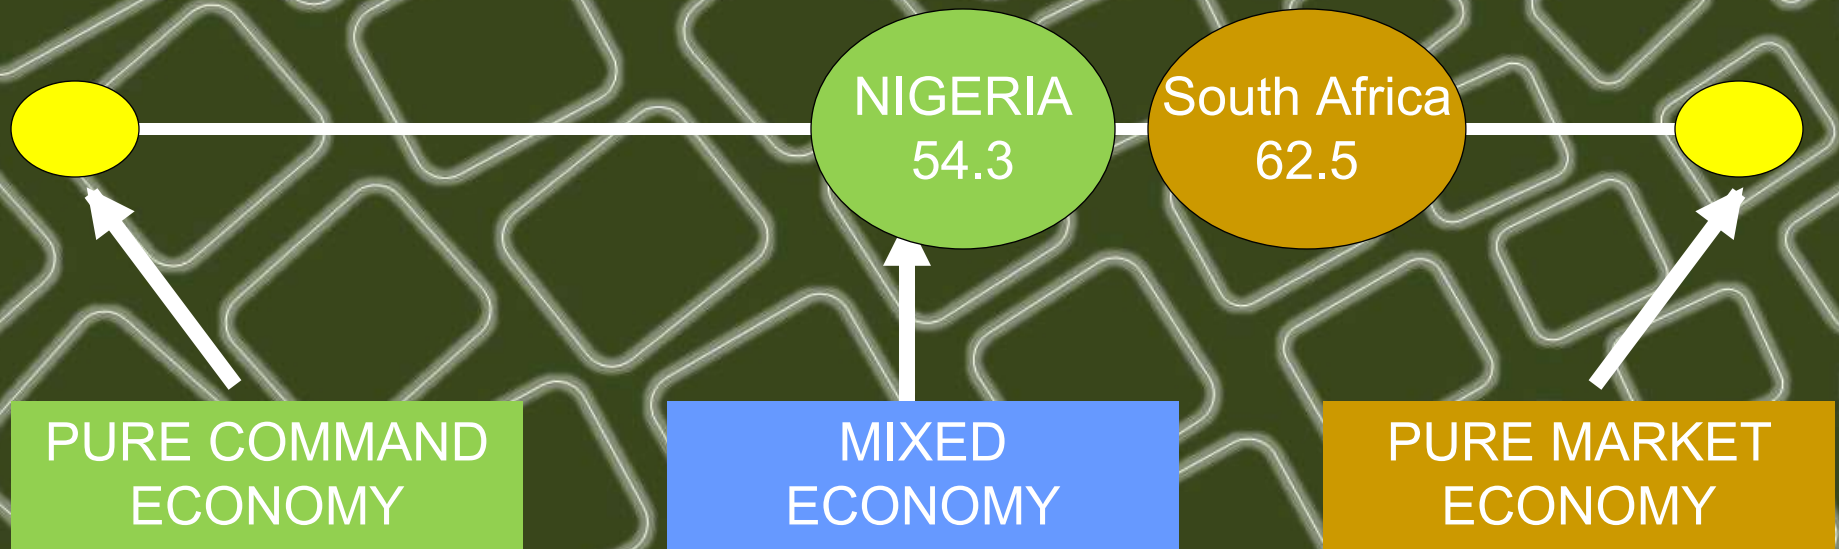 NIGERIA
54.3
South Africa
62.5
PURE COMMAND
ECONOMY
MIXED
ECONOMY
PURE MARKET
ECONOMY